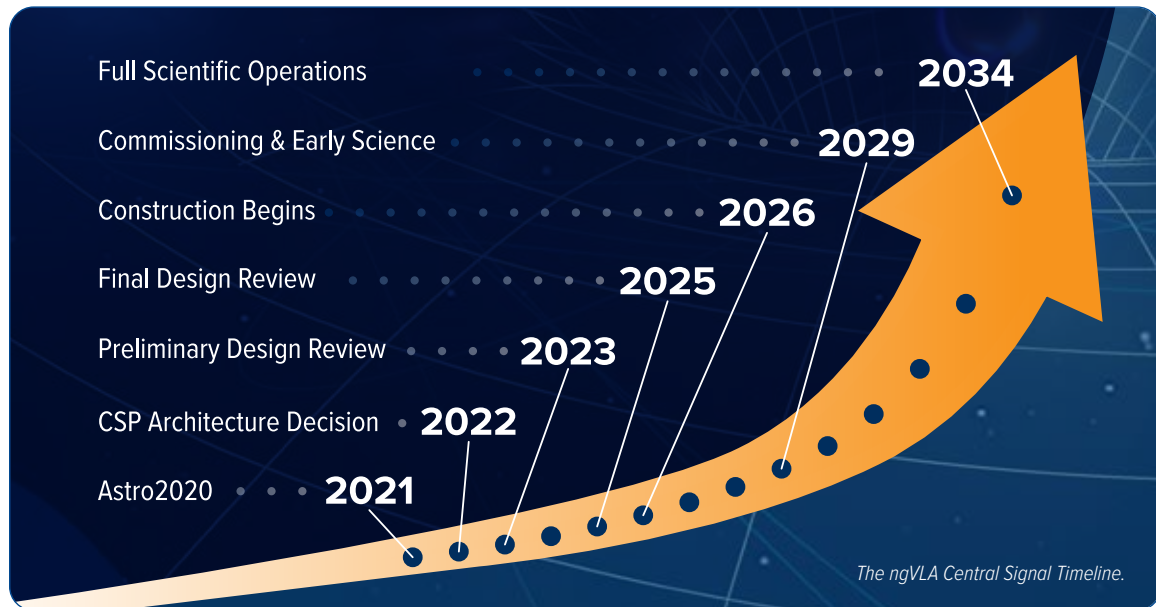 Full Scientific Operations 2034
Commissioning & Early Science 2029
Construction Begins 2026
Final Design Review 2025
Preliminary Design Review 2023
CSP Architecture Decision 2022
Astro2020 2021
The ngVLA Central Signal Timeline.